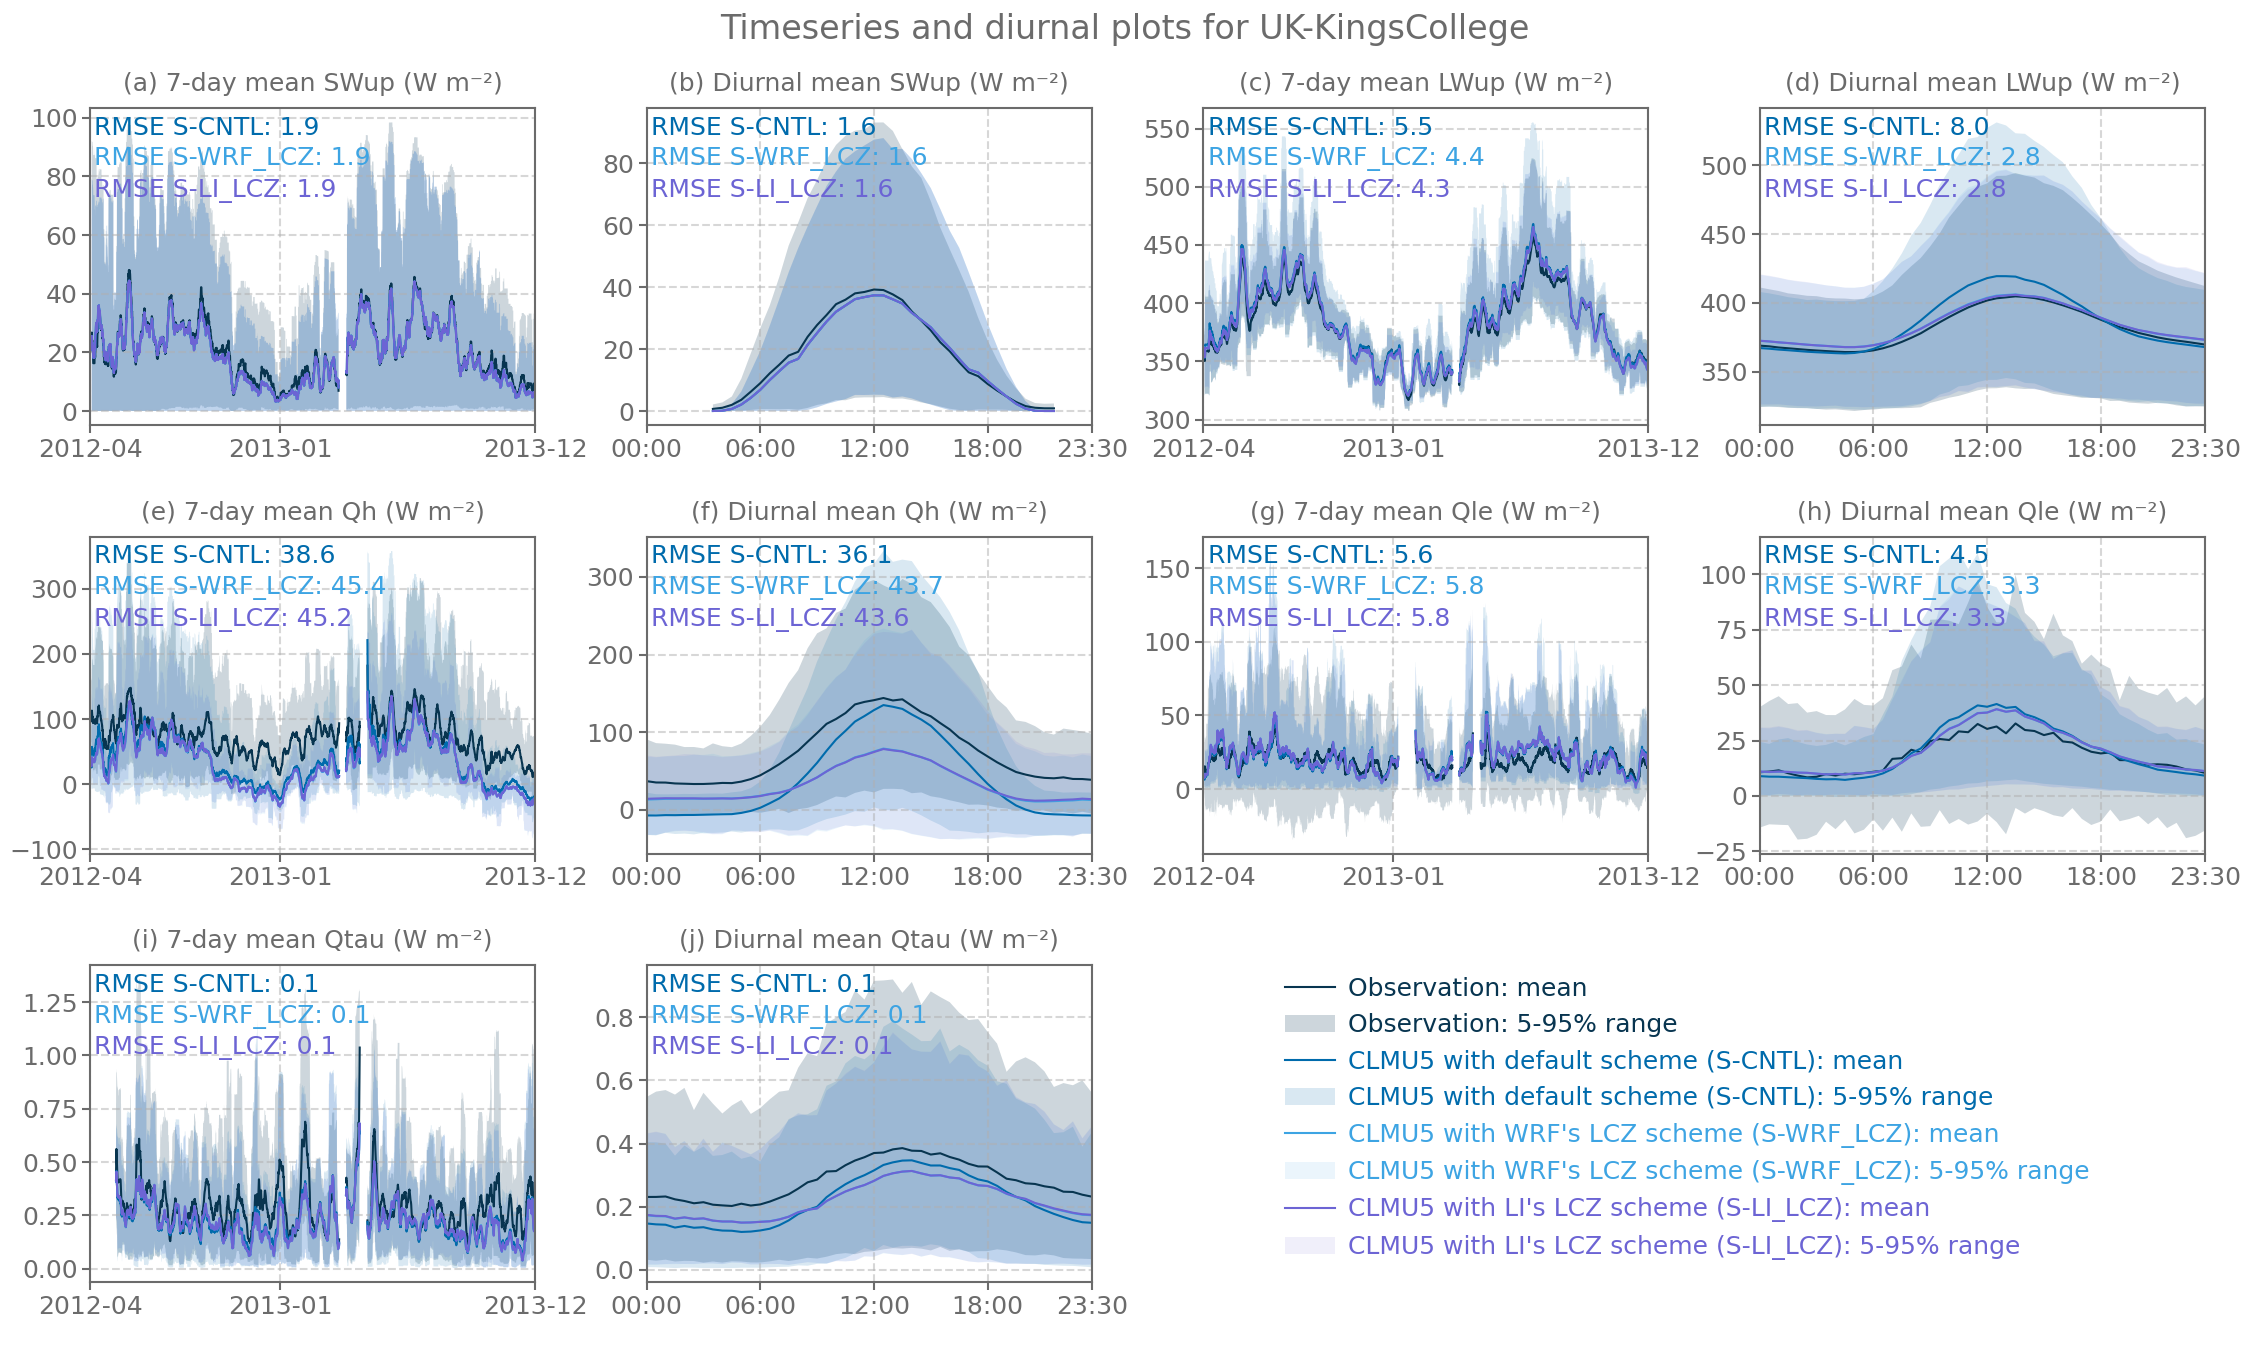 Timeseries and diurnal plots for UK-KingsCollege
(a) 7-day mean SWup (W m⁻²)
RMSE S-CNTL: 1.9
RMSE S-WRF_LCZ: 1.9
RMSE S-LI_LCZ: 1.9
100
80
60
40
20
0
2012-04
2013-01
2013-12
(b) Diurnal mean SWup (W m⁻²)
RMSE S-CNTL: 1.6
RMSE S-WRF_LCZ: 1.6
RMSE S-LI_LCZ: 1.6
80
60
40
20
0
00:00
06:00
12:00
18:00
23:30
(c) 7-day mean LWup (W m⁻²)
RMSE S-CNTL: 5.5
RMSE S-WRF_LCZ: 4.4
RMSE S-LI_LCZ: 4.3
550
500
450
400
350
300
2012-04
2013-01
2013-12
(d) Diurnal mean LWup (W m⁻²)
RMSE S-CNTL: 8.0
RMSE S-WRF_LCZ: 2.8
RMSE S-LI_LCZ: 2.8
500
450
400
350
00:00
06:00
12:00
18:00
23:30
(e) 7-day mean Qh (W m⁻²)
RMSE S-CNTL: 38.6
RMSE S-WRF_LCZ: 45.4
RMSE S-LI_LCZ: 45.2
300
200
100
0
−100
2012-04
2013-01
2013-12
(f) Diurnal mean Qh (W m⁻²)
RMSE S-CNTL: 36.1
RMSE S-WRF_LCZ: 43.7
RMSE S-LI_LCZ: 43.6
300
200
100
0
00:00
06:00
12:00
18:00
23:30
(g) 7-day mean Qle (W m⁻²)
RMSE S-CNTL: 5.6
RMSE S-WRF_LCZ: 5.8
RMSE S-LI_LCZ: 5.8
150
100
50
0
2012-04
2013-01
2013-12
(h) Diurnal mean Qle (W m⁻²)
RMSE S-CNTL: 4.5
RMSE S-WRF_LCZ: 3.3
RMSE S-LI_LCZ: 3.3
100
75
50
25
0
−25
00:00
06:00
12:00
18:00
23:30
(i) 7-day mean Qtau (W m⁻²)
RMSE S-CNTL: 0.1
RMSE S-WRF_LCZ: 0.1
RMSE S-LI_LCZ: 0.1
1.25
1.00
0.75
0.50
0.25
0.00
2012-04
2013-01
2013-12
(j) Diurnal mean Qtau (W m⁻²)
RMSE S-CNTL: 0.1
RMSE S-WRF_LCZ: 0.1
RMSE S-LI_LCZ: 0.1
0.8
0.6
0.4
0.2
0.0
00:00
06:00
12:00
18:00
23:30
Observation: mean
Observation: 5-95% range
CLMU5 with default scheme (S-CNTL): mean
CLMU5 with default scheme (S-CNTL): 5-95% range
CLMU5 with WRF's LCZ scheme (S-WRF_LCZ): mean
CLMU5 with WRF's LCZ scheme (S-WRF_LCZ): 5-95% range
CLMU5 with LI's LCZ scheme (S-LI_LCZ): mean
CLMU5 with LI's LCZ scheme (S-LI_LCZ): 5-95% range